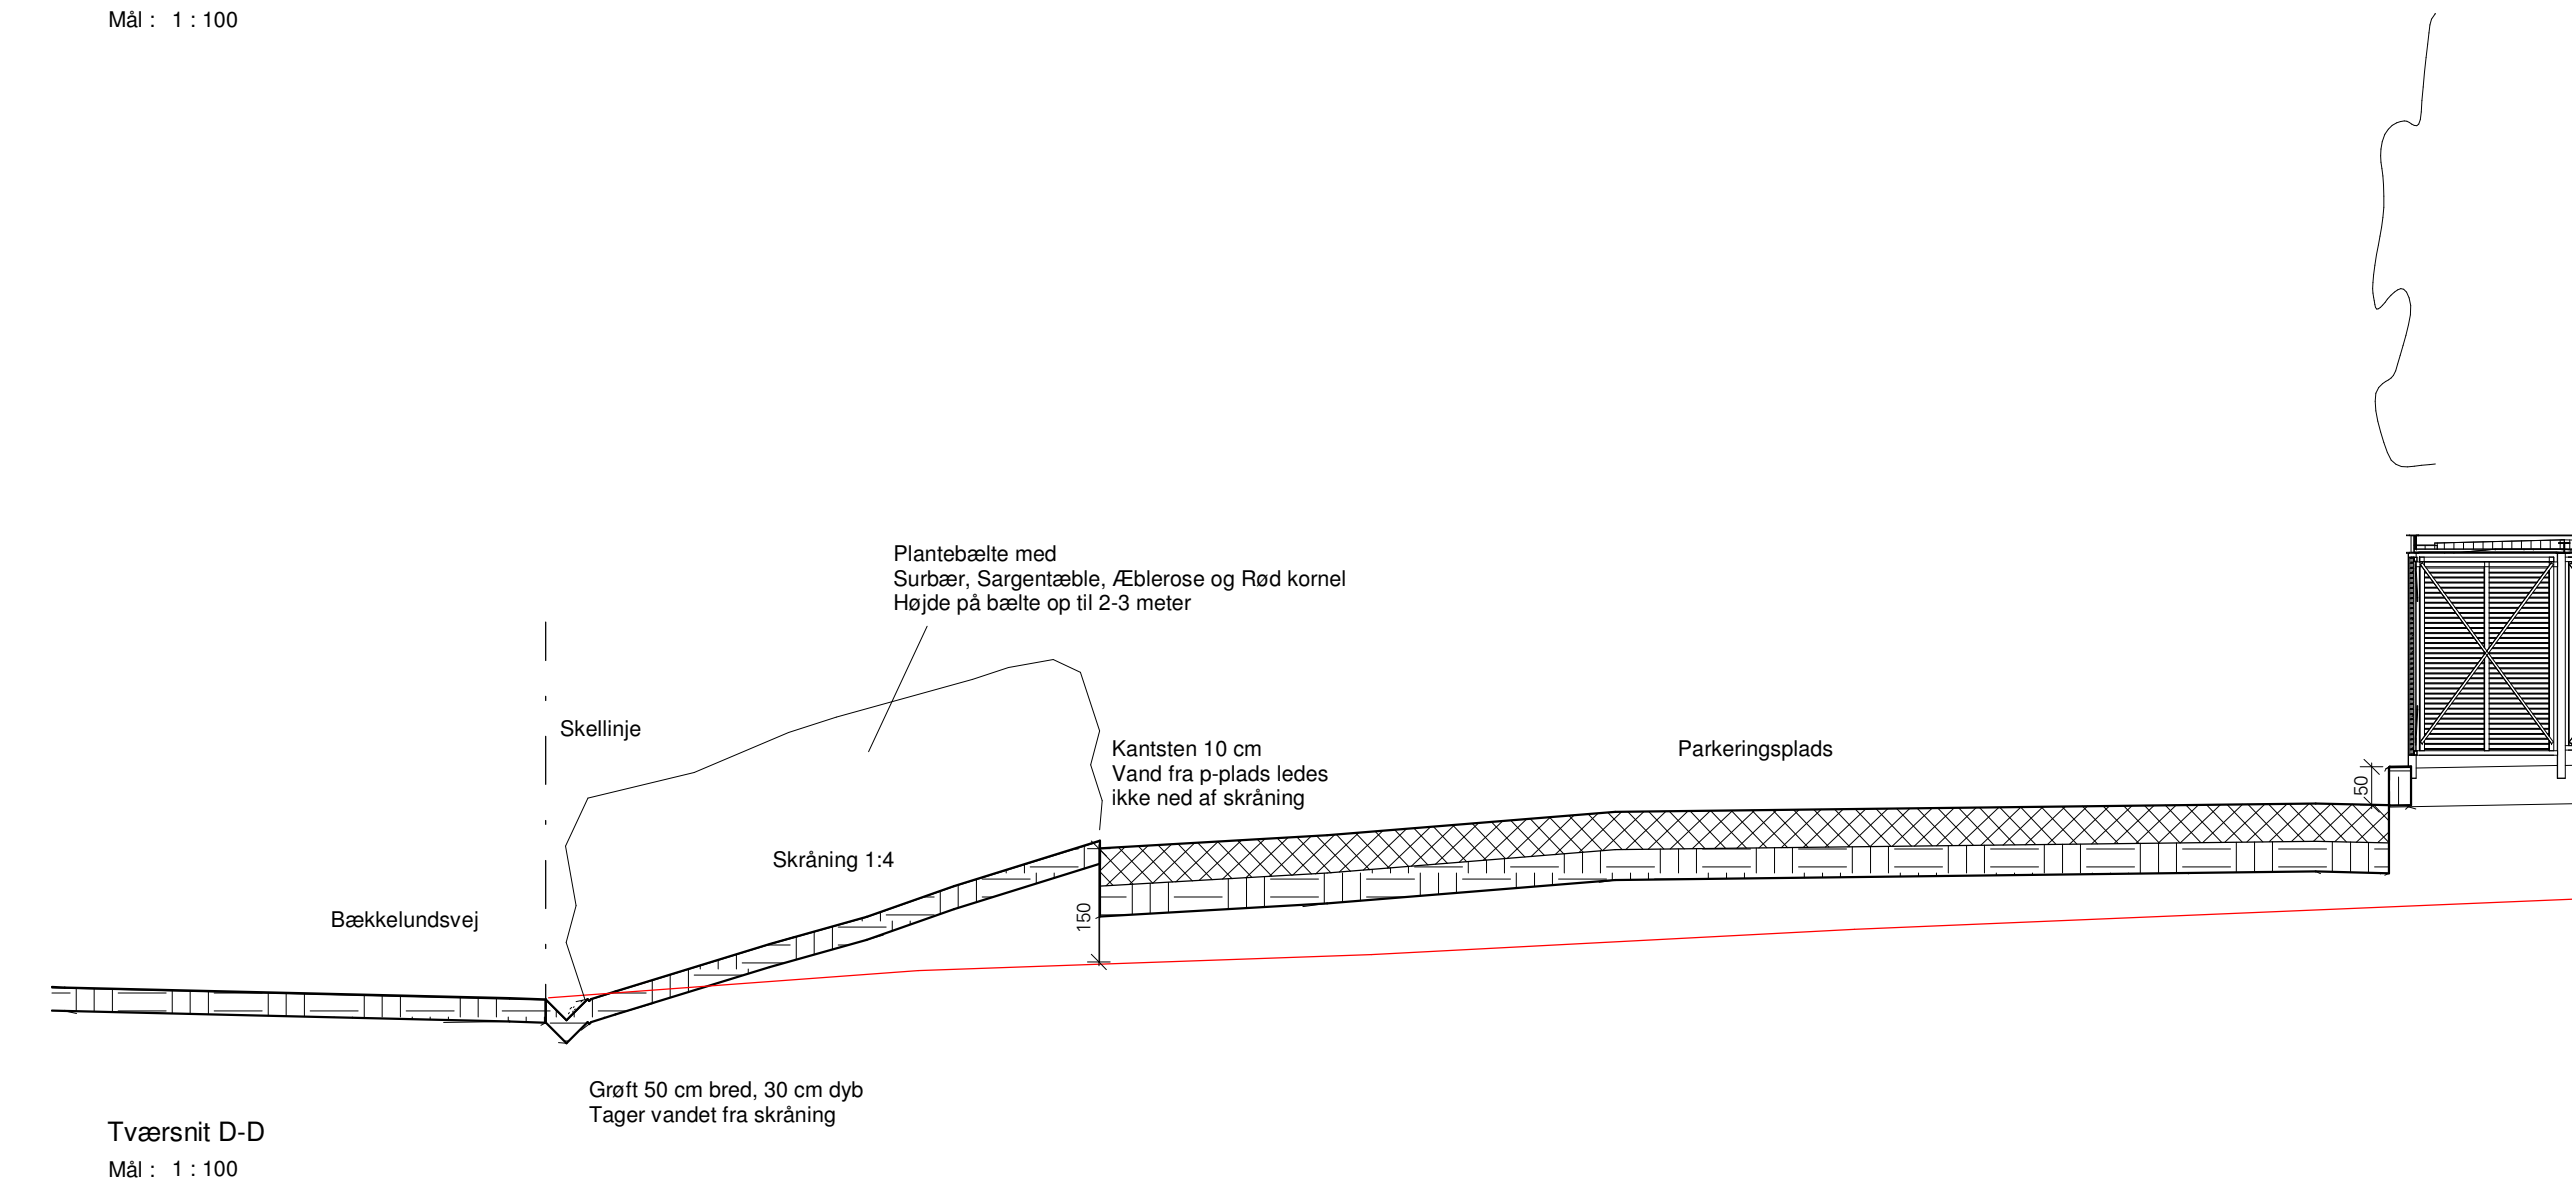 Mål : 1 : 100
Plantebælte med
Surbær, Sargentæble, Æblerose og Rød kornel
Højde på bælte op til 2-3 meter
Skellinje
Kantsten 10 cm
Vand fra p-plads ledes
ikke ned af skråning
Parkeringsplads
50
Skråning 1:4
Bækkelundsvej
150
Grøft 50 cm bred, 30 cm dyb
Tager vandet fra skråning
Tværsnit D-D
Mål : 1 : 100